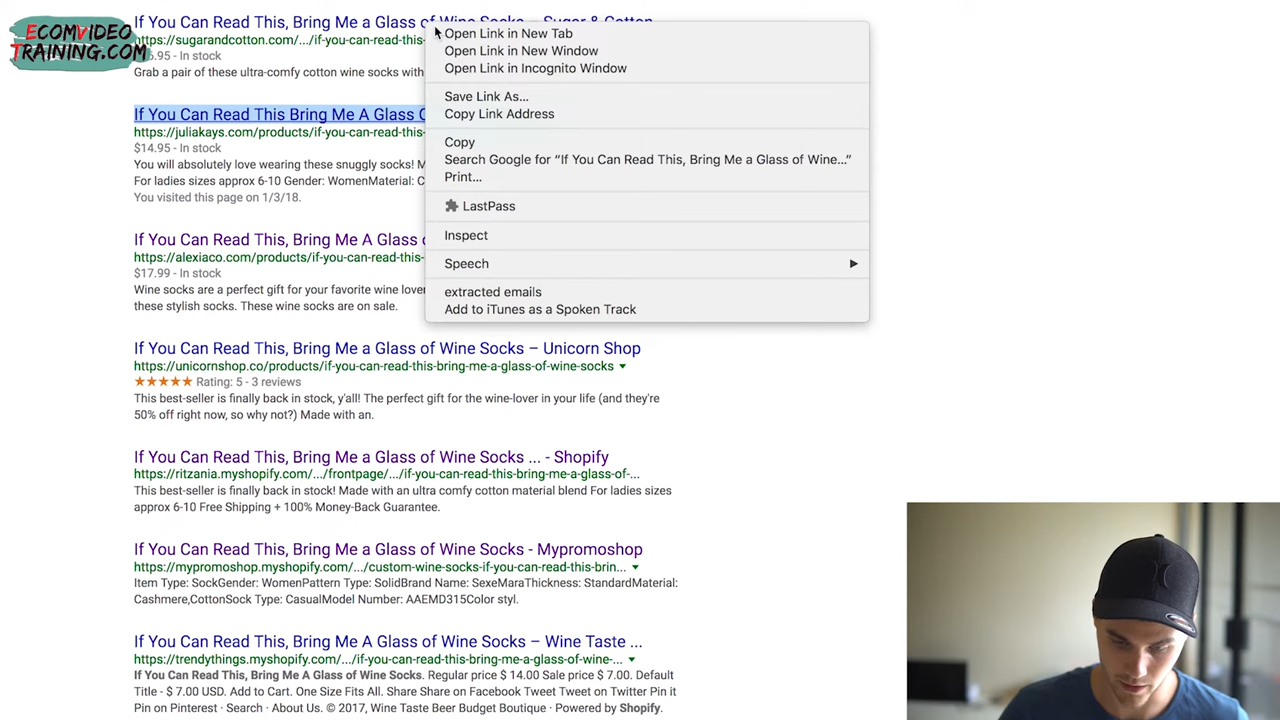 ECOMVIDEO
TRAINING.COM
If You Can Read This, Bring Me a Glass of Wine Socks – Sugar & Cotton
https://sugarandcotton.com/.../if-you-can-read-this-
.95 - In stock
Grab a pair of these ultra-comfy cotton wine socks with
If You Can Read This Bring Me A Glass
https://juliakays.com/products/if-you-can-read-this-
$14.95 - In stock
You will absolutely love wearing these snuggly socks!
For ladies sizes approx 6-10 Gender: WomenMaterial:
You visited this page on 1/3/18.
If You Can Read This, Bring Me A Glass
https://alexiaco.com/products/if-you-can-read-this-
$17.99 - In stock
Wine socks are a perfect gift for your favorite wine
these stylish socks. These wine socks are on sale.
Open Link in New Tab
Open Link in New Window
Open Link in Incognito Window
Save Link As...
Copy Link Address
Copy
Search Google for “If You Can Read This, Bring Me a Glass of Wine...”
Print...
LastPass
Inspect
Speech
extracted emails
Add to iTunes as a Spoken Track
If You Can Read This, Bring Me a Glass of Wine Socks – Unicorn Shop
https://unicornshop.co/products/if-you-can-read-this-bring-me-a-glass-of-wine-socks
Rating: 5 - 3 reviews
This best-seller is finally back in stock, y'all! The perfect gift for the wine-lover in your life (and they're
50% off right now, so why not?) Made with an.
If You Can Read This, Bring Me a Glass of Wine Socks ... - Shopify
https://ritzania.myshopify.com/.../frontpage/.../if-you-can-read-this-bring-me-a-glass-of-...
This best-seller is finally back in stock! Made with an ultra comfy cotton material blend For ladies sizes
approx 6-10 Free Shipping + 100% Money-Back Guarantee.
If You Can Read This, Bring Me a Glass of Wine Socks - Mypromoshop
https://mypromoshop.myshopify.com/.../custom-wine-socks-if-you-can-read-this-brin...
Item Type: SockGender: WomenPattern Type: SolidBrand Name: SexeMaraThickness: StandardMaterial:
Cashmere,CottonSock Type: CasualModel Number: AAEMD315Color styl.
If You Can Read This, Bring Me A Glass of Wine Socks – Wine Taste ...
https://trendythings.myshopify.com/.../if-you-can-read-this-bring-me-a-glass-of-wine-...
If You Can Read This, Bring Me A Glass of Wine Socks. Regular price $ 14.00 Sale price $ 7.00. Default
Title - $ 7.00 USD. Add to Cart. One Size Fits All. Share Share on Facebook Tweet Tweet on Twitter Pin it
Pin on Pinterest · Search · About Us. © 2017, Wine Taste Beer Budget Boutique · Powered by Shopify.